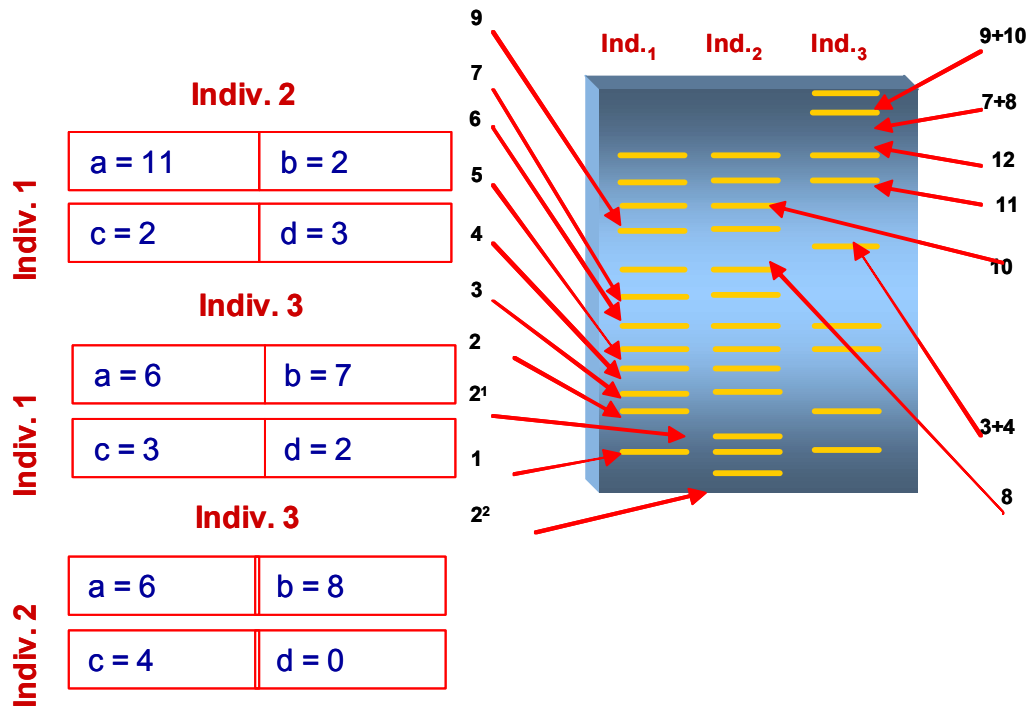 Indiv. 2
Indiv. 1
a = 11 b = 2
c = 2 d = 3
Indiv. 3
Indiv. 1
a = 6 b = 7
c = 3 d = 2
Indiv. 3
Indiv. 2
a = 6 b = 8
c = 4 d = 0
Ind.₁ Ind.₂ Ind.₃
9
7
6
5
4
3
2
2¹
1
2²
9+10
7+8
12
11
10
3+4
8